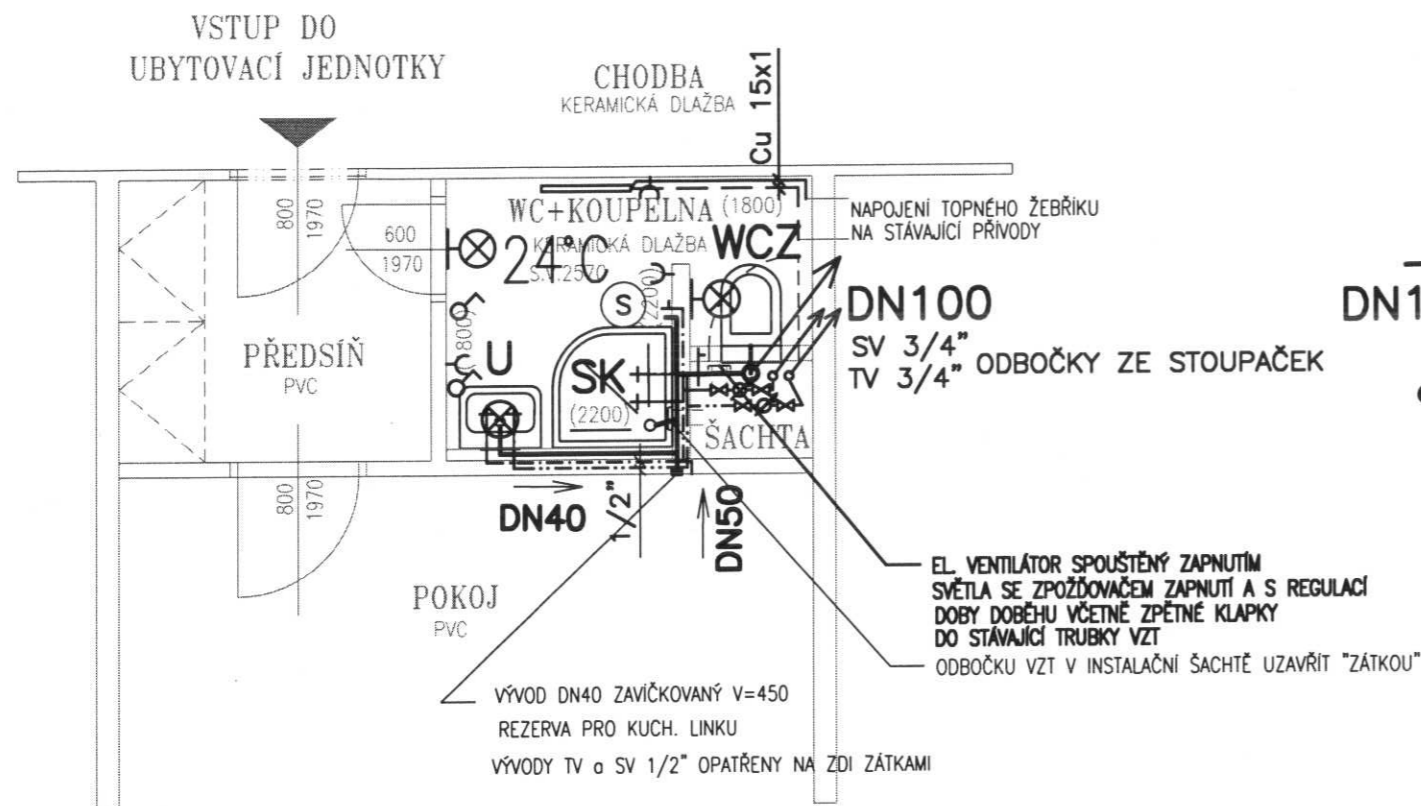 VSTUP DO
UBYTOVACÍ JEDNOTKY
CHODBA
KERAMICKÁ DLAŽBA
Cu 15x1
800
1970
600
1970
WC+KOUPELNA (1800)
KERAMICKÁ DLAŽBA
S.V.2570
24°C
WCZ
NAPOJENÍ TOPNÉHO ŽEBŘÍKU
NA STÁVAJÍCÍ PŘÍVODY
DN100
DN1
SV 3/4"
TV 3/4"
ODBOČKY ZE STOUPAČEK
S
U
SK
(2200)
PŘEDSÍŇ
PVC
ŠACHTA
800
1970
DN40
1/2"
DN50
POKOJ
PVC
EL. VENTILÁTOR SPOUŠTĚNÝ ZAPNUTÍM
SVĚTLA SE ZPOŽĎOVAČEM ZAPNUTÍ A S REGULACÍ
DOBY DOBĚHU VČETNĚ ZPĚTNÉ KLAPKY
DO STÁVAJÍCÍ TRUBKY VZT
ODBOČKU VZT V INSTALAČNÍ ŠACHTĚ UZAVŘÍT "ZÁTKOU"
VÝVOD DN40 ZAVÍČKOVANÝ V=450
REZERVA PRO KUCH. LINKU
VÝVODY TV a SV 1/2" OPATŘENY NA ZDI ZÁTKAMI